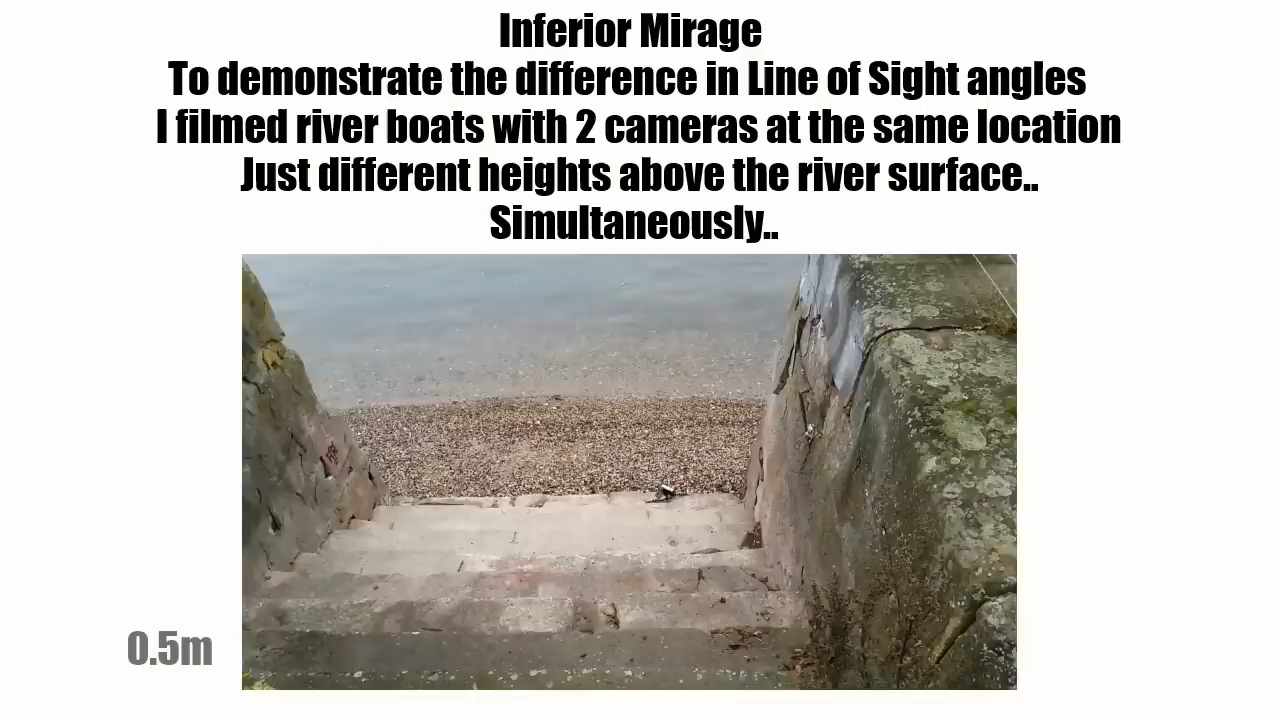 Inferior Mirage
To demonstrate the difference in Line of Sight angles
I filmed river boats with 2 cameras at the same location
Just different heights above the river surface..
Simultaneously..
0.5m